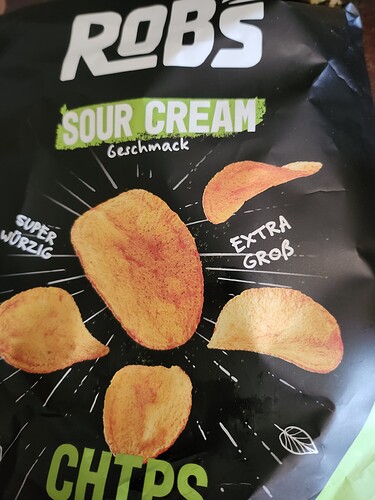 ROB'S
SOUR CREAM
Geschmack
SUPER
WÜRZIG
EXTRA
GROß
CHIPS